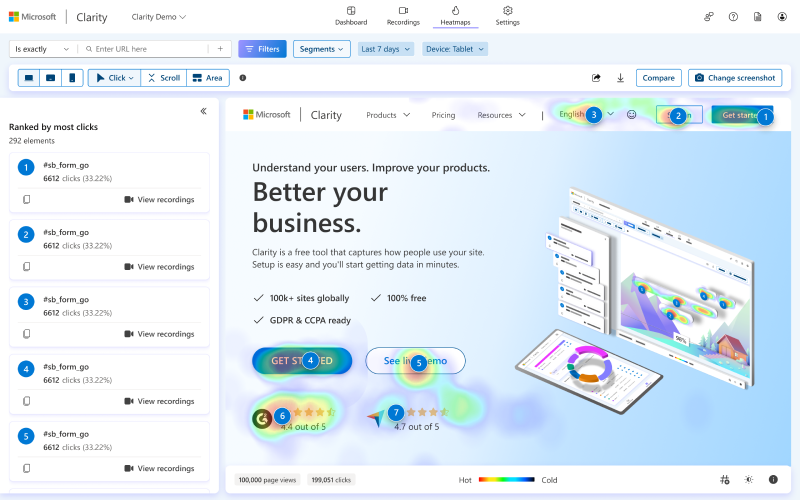 Microsoft
Clarity
Clarity Demo
Dashboard
Recordings
Heatmaps
Settings
Is exactly
Enter URL here
+
Filters
Segments
Last 7 days
Device: Tablet
Click
Scroll
Area
Compare
Change screenshot
Ranked by most clicks
292 elements
1
#sb_form_go
6612 clicks (33.22%)
View recordings
2
#sb_form_go
6612 clicks (33.22%)
View recordings
3
#sb_form_go
6612 clicks (33.22%)
View recordings
4
#sb_form_go
6612 clicks (33.22%)
View recordings
5
#sb_form_go
6612 clicks (33.22%)
View recordings
Microsoft
Clarity
Products
Pricing
Resources
English
3
2
Get started
1
Understand your users. Improve your products.
Better your
business.
Clarity is a free tool that captures how people use your site.
Setup is easy and you'll start getting data in minutes.
100k+ sites globally
100% free
GDPR & CCPA ready
GET STARTED
4
See live demo
5
6
4.4 out of 5
7
4.7 out of 5
98%
100,000 page views
199,051 clicks
Hot
Cold